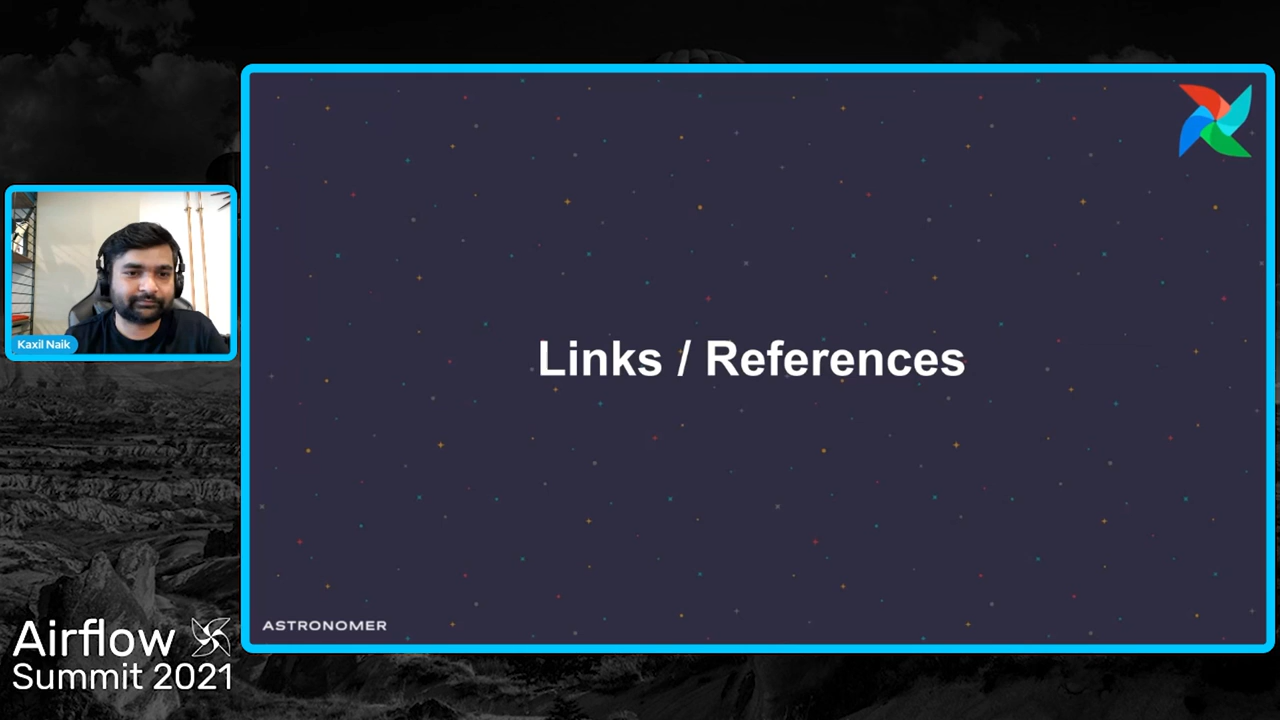 Links / References
Kaxil Naik
ASTRONOMER
Airflow
Summit 2021